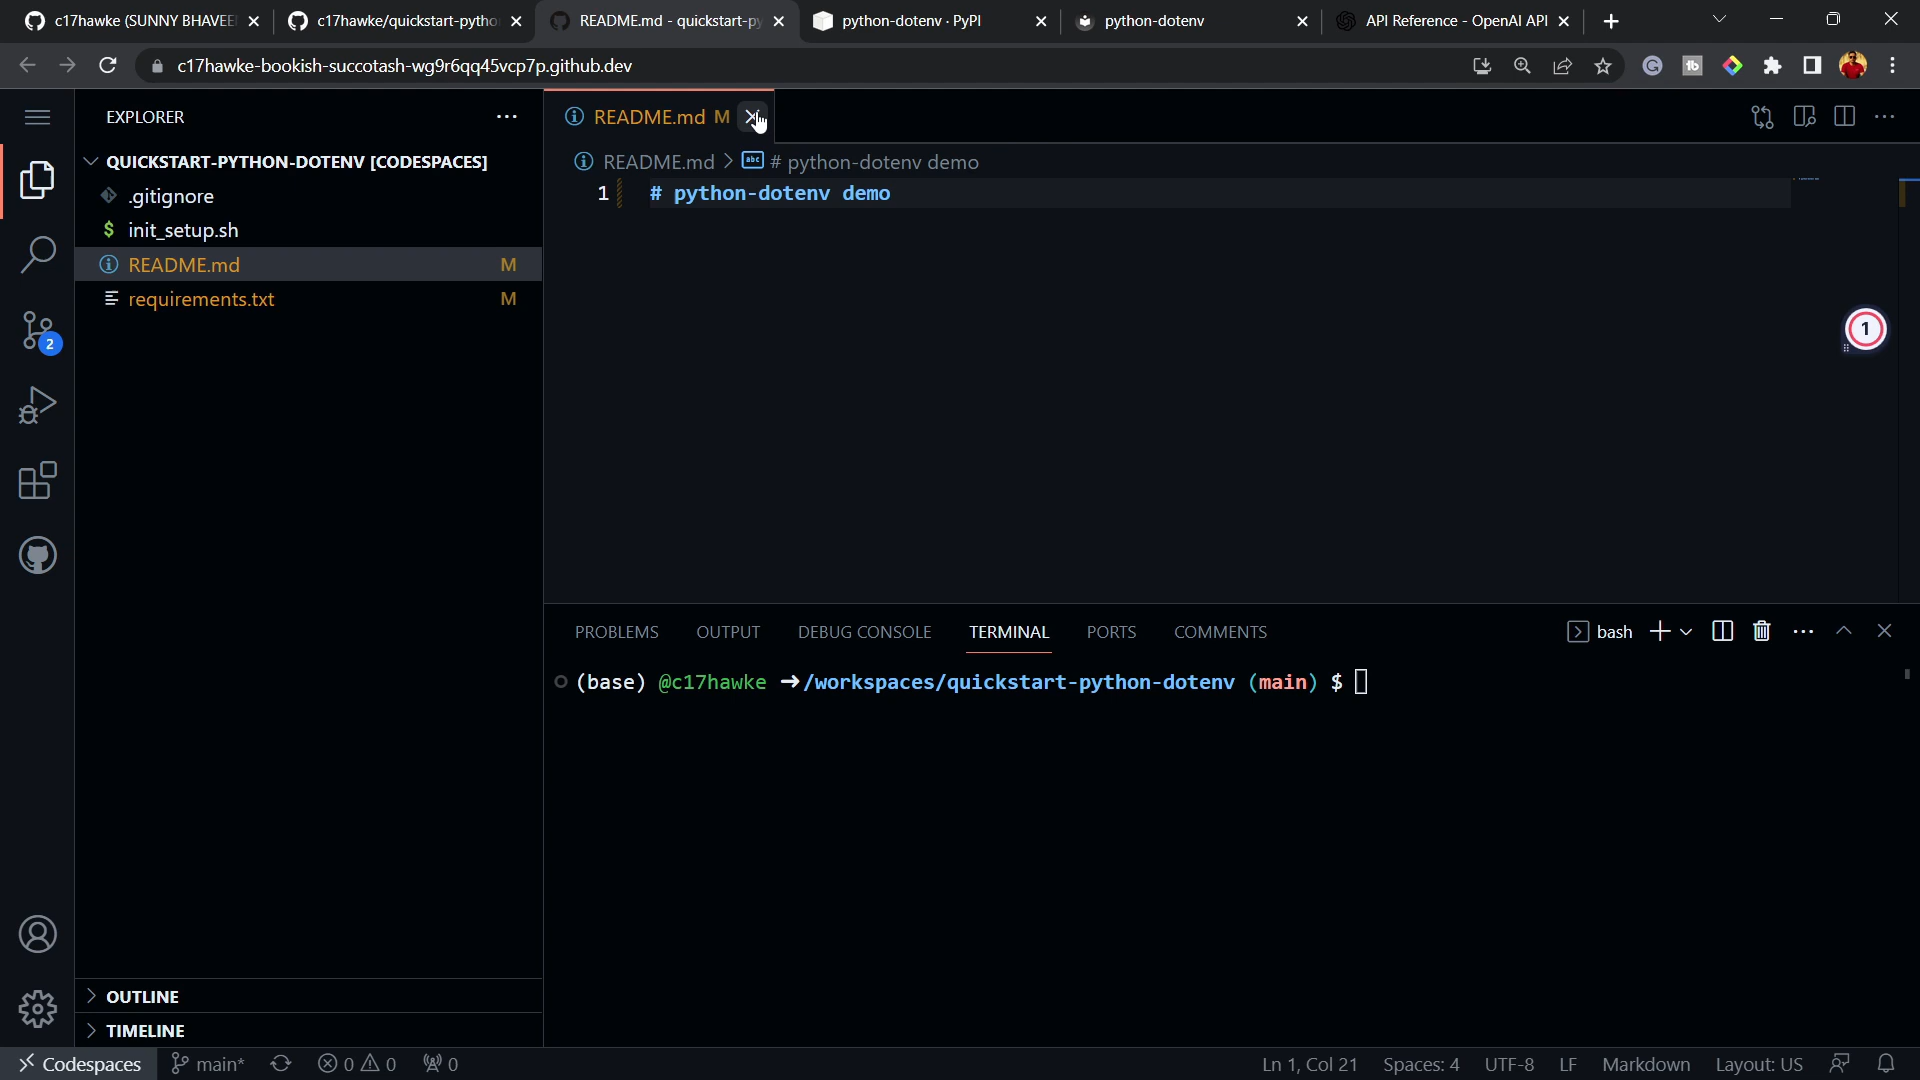 c17hawke (SUNNY BHAVEE
c17hawke/quickstart-pytho
README.md - quickstart-py
python-dotenv · PyPI
python-dotenv
API Reference - OpenAI API
c17hawke-bookish-succotash-wg9r6qq45vcp7p.github.dev
EXPLORER
QUICKSTART-PYTHON-DOTENV [CODESPACES]
.gitignore
$ init_setup.sh
README.md M
requirements.txt M
2
README.md M
README.md > # python-dotenv demo
1 # python-dotenv demo
1
PROBLEMS OUTPUT DEBUG CONSOLE TERMINAL PORTS COMMENTS
bash
(base) @c17hawke ➜ /workspaces/quickstart-python-dotenv (main) $
OUTLINE
TIMELINE
Codespaces main* 0 0 0
Ln 1, Col 21 Spaces: 4 UTF-8 LF Markdown Layout: US